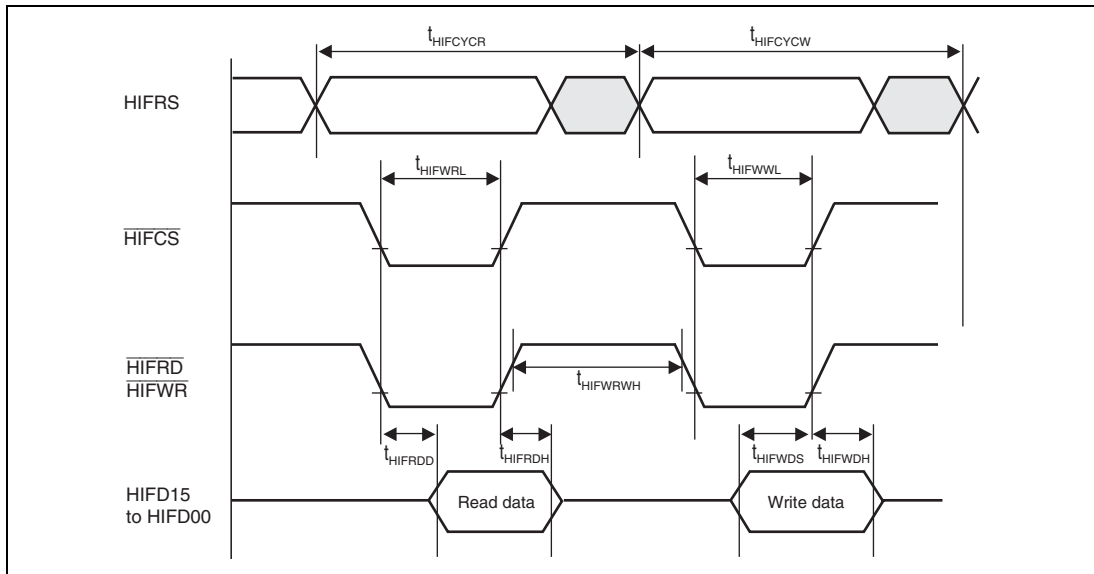 tHIFCYCR tHIFCYCW
HIFRS
tHIFWRL tHIFWWL
HIFCS
HIFRD
HIFWR
tHIFWRWH
tHIFRDD tHIFRDH tHIFWDS tHIFWDH
HIFD15
to HIFD00
Read data Write data